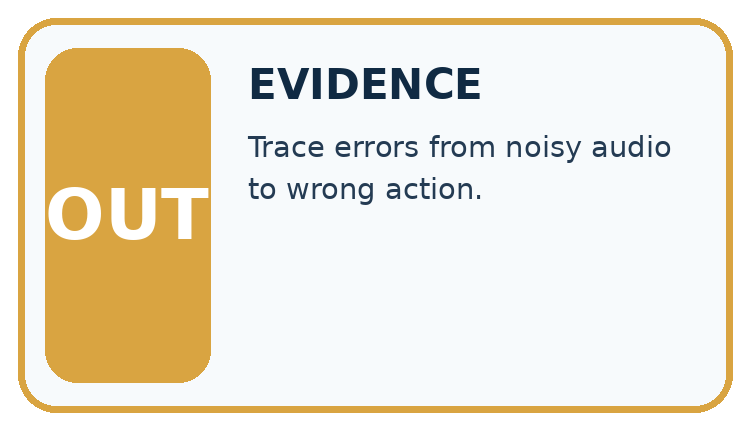 OUT
EVIDENCE
Trace errors from noisy audio
to wrong action.